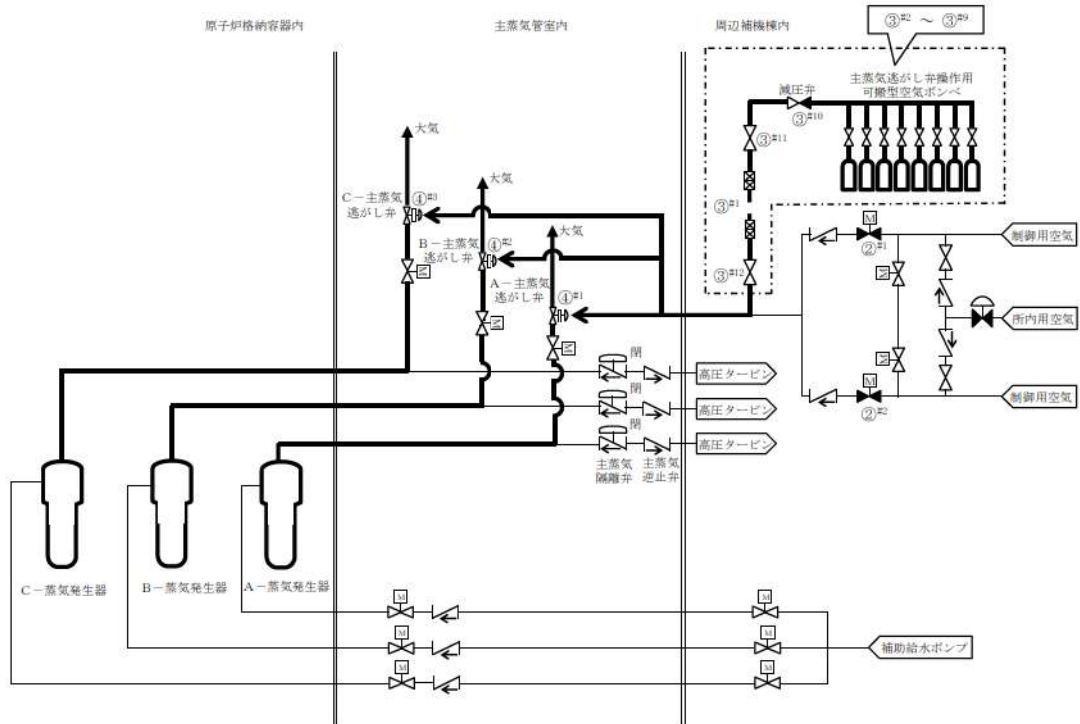 原子炉格納容器内
主蒸気管室内
周辺補機棟内
③#2 ～ ③#9
主蒸気逃がし弁操作用
可搬型空気ボンベ
減圧弁
③#10
③#11
③#1
③#12
大気
C－主蒸気
逃がし弁
④#3
大気
B－主蒸気
逃がし弁
④#2
大気
A－主蒸気
逃がし弁
④#1
M
M
M
M
②#1
制御用空気
M
所内用空気
M
M
②#2
制御用空気
閉
高圧タービン
閉
高圧タービン
閉
高圧タービン
主蒸気
隔離弁
主蒸気
逆止弁
C－蒸気発生器
B－蒸気発生器
A－蒸気発生器
M
M
M
M
M
M
補助給水ポンプ